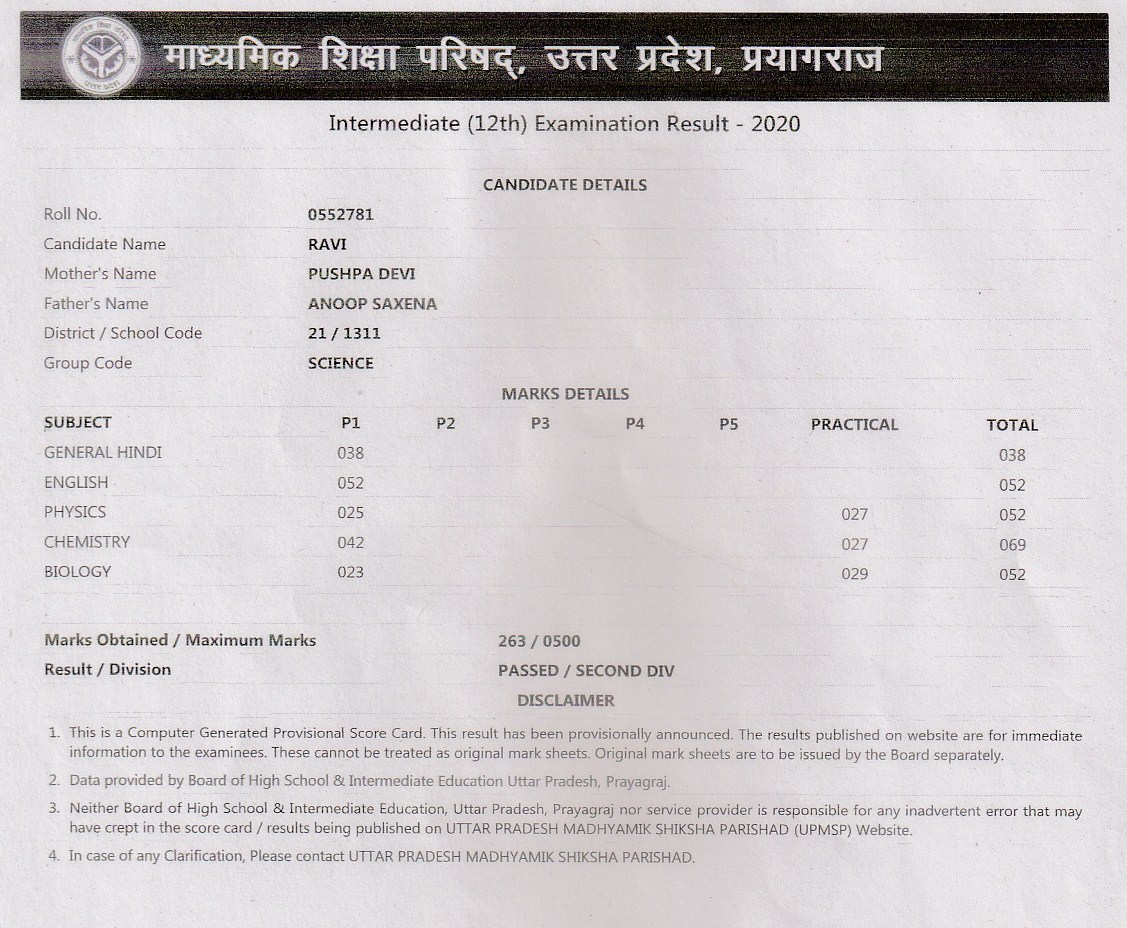 माध्यमिक शिक्षा परिषद्, उत्तर प्रदेश, प्रयागराज
Intermediate (12th) Examination Result - 2020
CANDIDATE DETAILS
Roll No. 0552781
Candidate Name RAVI
Mother's Name PUSHPA DEVI
Father's Name ANOOP SAXENA
District / School Code 21 / 1311
Group Code SCIENCE
MARKS DETAILS
SUBJECT P1 P2 P3 P4 P5 PRACTICAL TOTAL
GENERAL HINDI 038 038
ENGLISH 052 052
PHYSICS 025 027 052
CHEMISTRY 042 027 069
BIOLOGY 023 029 052
Marks Obtained / Maximum Marks 263 / 0500
Result / Division PASSED / SECOND DIV
DISCLAIMER
1. This is a Computer Generated Provisional Score Card. This result has been provisionally announced. The results published on website are for immediate
information to the examinees. These cannot be treated as original mark sheets. Original mark sheets are to be issued by the Board separately.
2. Data provided by Board of High School & Intermediate Education Uttar Pradesh, Prayagraj.
3. Neither Board of High School & Intermediate Education, Uttar Pradesh, Prayagraj nor service provider is responsible for any inadvertent error that may
have crept in the score card / results being published on UTTAR PRADESH MADHYAMIK SHIKSHA PARISHAD (UPMSP) Website.
4. In case of any Clarification, Please contact UTTAR PRADESH MADHYAMIK SHIKSHA PARISHAD.